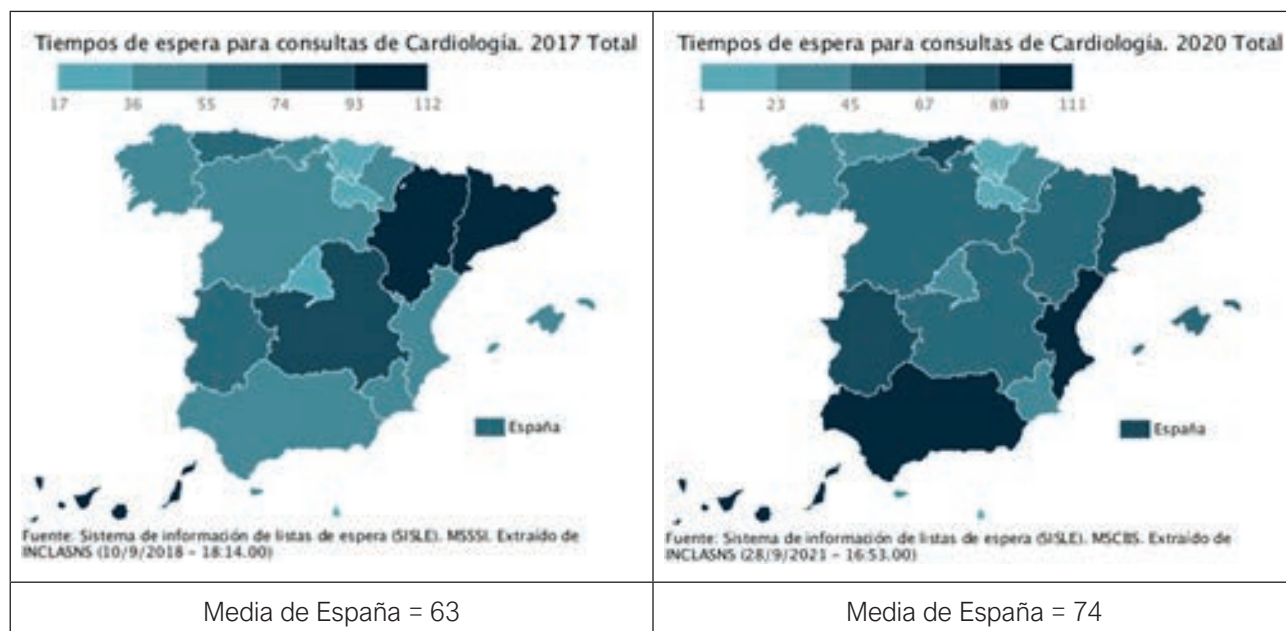 Tiempos de espera para consultas de Cardiología. 2017 Total
17 36 55 74 93 112
España
Fuente: Sistema de información de listas de espera (SISLE). MSSSI. Extraído de
INCLASNS (10/9/2018 - 18:14.00)
Media de España = 63
Tiempos de espera para consultas de Cardiología. 2020 Total
1 23 45 67 89 111
España
Fuente: Sistema de información de listas de espera (SISLE). MSCBS. Extraído de
INCLASNS (28/9/2021 - 16:53.00)
Media de España = 74